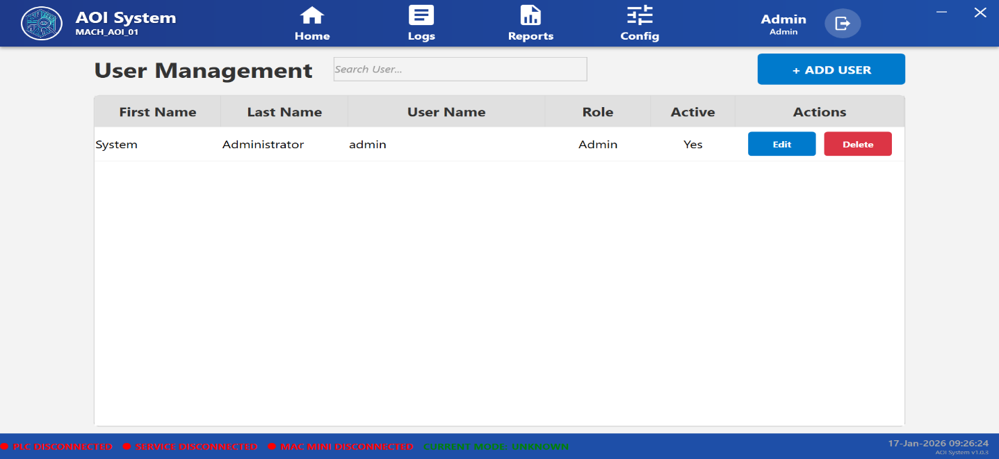 AOI System
MACH_AOI_01
Home
Logs
Reports
Config
Admin
Admin
User Management
Search User...
+ ADD USER
First Name Last Name User Name Role Active Actions
System Administrator admin Admin Yes Edit Delete
PLC DISCONNECTED SERVICE DISCONNECTED MAC MINI DISCONNECTED CURRENT MODE: UNKNOWN
17-Jan-2026 09:26:24
AOI System v1.0.3